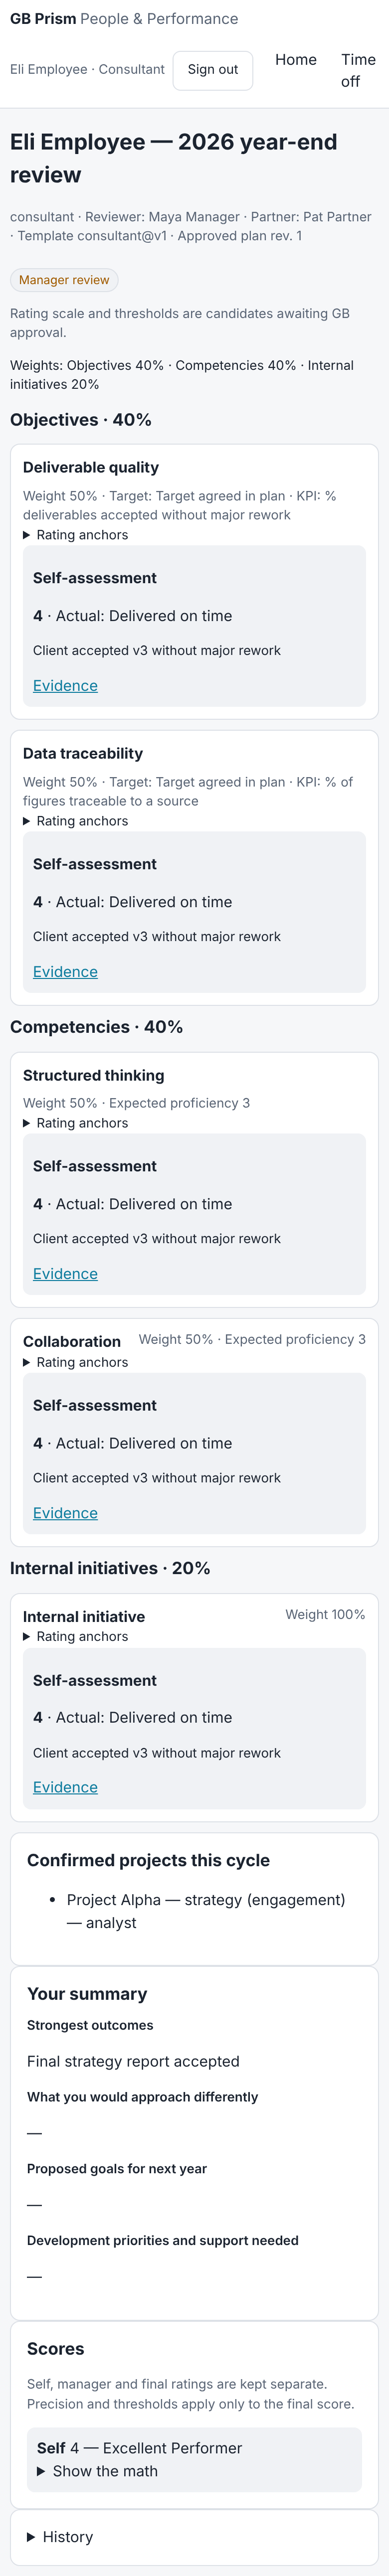 GB Prism People & Performance
Eli Employee · Consultant
Sign out
Home
Time
off
Eli Employee — 2026 year-end
review
consultant · Reviewer: Maya Manager · Partner: Pat Partner
· Template consultant@v1 · Approved plan rev. 1
Manager review
Rating scale and thresholds are candidates awaiting GB
approval.
Weights: Objectives 40% · Competencies 40% · Internal
initiatives 20%
Objectives · 40%
Deliverable quality
Weight 50% · Target: Target agreed in plan · KPI: %
deliverables accepted without major rework
Rating anchors
Self-assessment
4 · Actual: Delivered on time
Client accepted v3 without major rework
Evidence
Data traceability
Weight 50% · Target: Target agreed in plan · KPI: % of
figures traceable to a source
Rating anchors
Self-assessment
4 · Actual: Delivered on time
Client accepted v3 without major rework
Evidence
Competencies · 40%
Structured thinking
Weight 50% · Expected proficiency 3
Rating anchors
Self-assessment
4 · Actual: Delivered on time
Client accepted v3 without major rework
Evidence
Collaboration
Weight 50% · Expected proficiency 3
Rating anchors
Self-assessment
4 · Actual: Delivered on time
Client accepted v3 without major rework
Evidence
Internal initiatives · 20%
Internal initiative
Weight 100%
Rating anchors
Self-assessment
4 · Actual: Delivered on time
Client accepted v3 without major rework
Evidence
Confirmed projects this cycle
• Project Alpha — strategy (engagement)
— analyst
Your summary
Strongest outcomes
Final strategy report accepted
What you would approach differently
—
Proposed goals for next year
—
Development priorities and support needed
—
Scores
Self, manager and final ratings are kept separate.
Precision and thresholds apply only to the final score.
Self 4 — Excellent Performer
Show the math
History